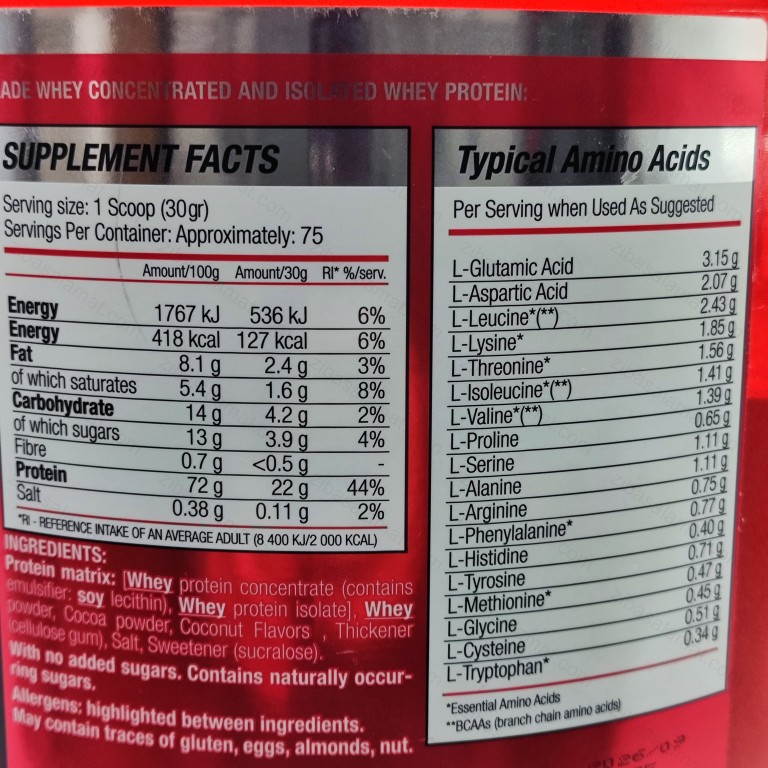 ADE WHEY CONCENTRATED AND ISOLATED WHEY PROTEIN:
SUPPLEMENT FACTS
Serving size: 1 Scoop (30gr)
Servings Per Container: Approximately: 75
Amount/100g Amount/30g RI* %/serv.
Energy 1767 kJ 536 kJ 6%
Energy 418 kcal 127 kcal 6%
Fat 8.1 g 2.4 g 3%
of which saturates 5.4 g 1.6 g 8%
Carbohydrate 14 g 4.2 g 2%
of which sugars 13 g 3.9 g 4%
Fibre 0.7 g <0.5 g -
Protein 72 g 22 g 44%
Salt 0.38 g 0.11 g 2%
*RI - REFERENCE INTAKE OF AN AVERAGE ADULT (8 400 KJ/2 000 KCAL)
INGREDIENTS:
Protein matrix: [Whey protein concentrate (contains
emulsifier: soy lecithin), Whey protein isolate], Whey
powder, Cocoa powder, Coconut Flavors , Thickener
(cellulose gum), Salt, Sweetener (sucralose).
With no added sugars. Contains naturally occur-
ring sugars.
Allergens: highlighted between ingredients.
May contain traces of gluten, eggs, almonds, nut.
Typical Amino Acids
Per Serving when Used As Suggested
L-Glutamic Acid 3.15 g
L-Aspartic Acid 2.07 g
L-Leucine*(**) 2.43 g
L-Lysine* 1.85 g
L-Threonine* 1.56 g
L-Isoleucine*(**) 1.41 g
L-Valine*(**) 1.39 g
L-Proline 0.65 g
L-Serine 1.11 g
L-Alanine 1.11 g
L-Arginine 0.75 g
L-Phenylalanine* 0.77 g
L-Histidine 0.40 g
L-Tyrosine 0.71 g
L-Methionine* 0.47 g
L-Glycine 0.45 g
L-Cysteine 0.51 g
L-Tryptophan* 0.34 g
*Essential Amino Acids
**BCAAs (branch chain amino acids)
2026/09